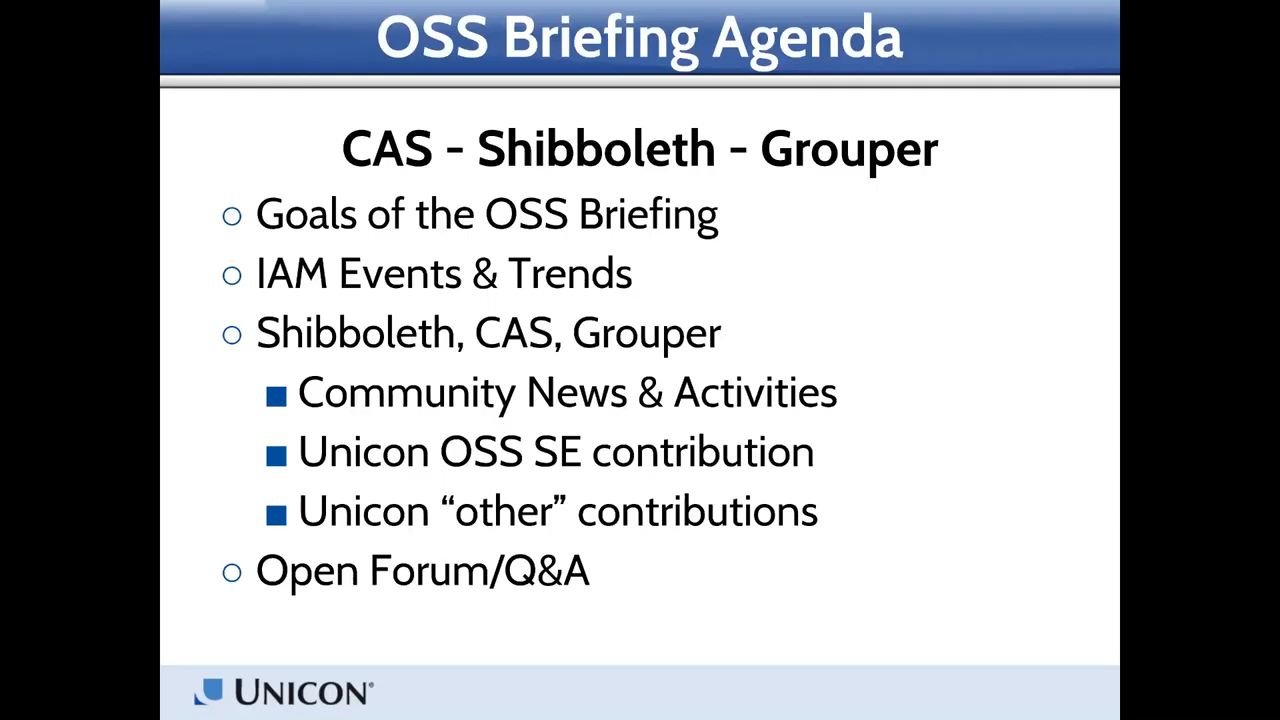 OSS Briefing Agenda
CAS - Shibboleth - Grouper
○ Goals of the OSS Briefing
○ IAM Events & Trends
○ Shibboleth, CAS, Grouper
■ Community News & Activities
■ Unicon OSS SE contribution
■ Unicon “other” contributions
○ Open Forum/Q&A
UNICON®